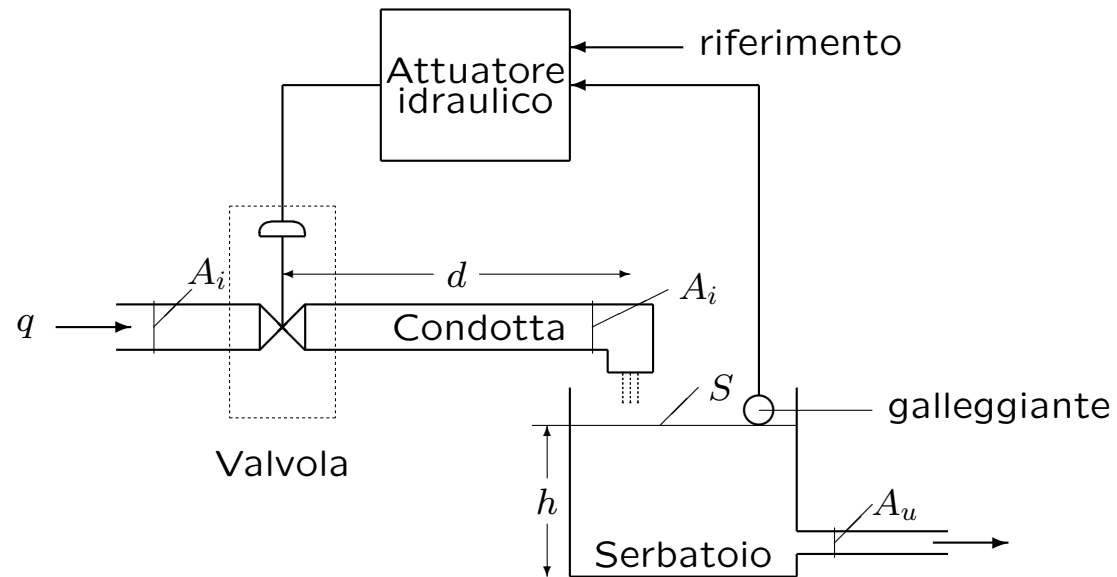 riferimento
Attuatore
idraulico
d
A_i
A_i
q
Condotta
S
galleggiante
Valvola
h
A_u
Serbatoio